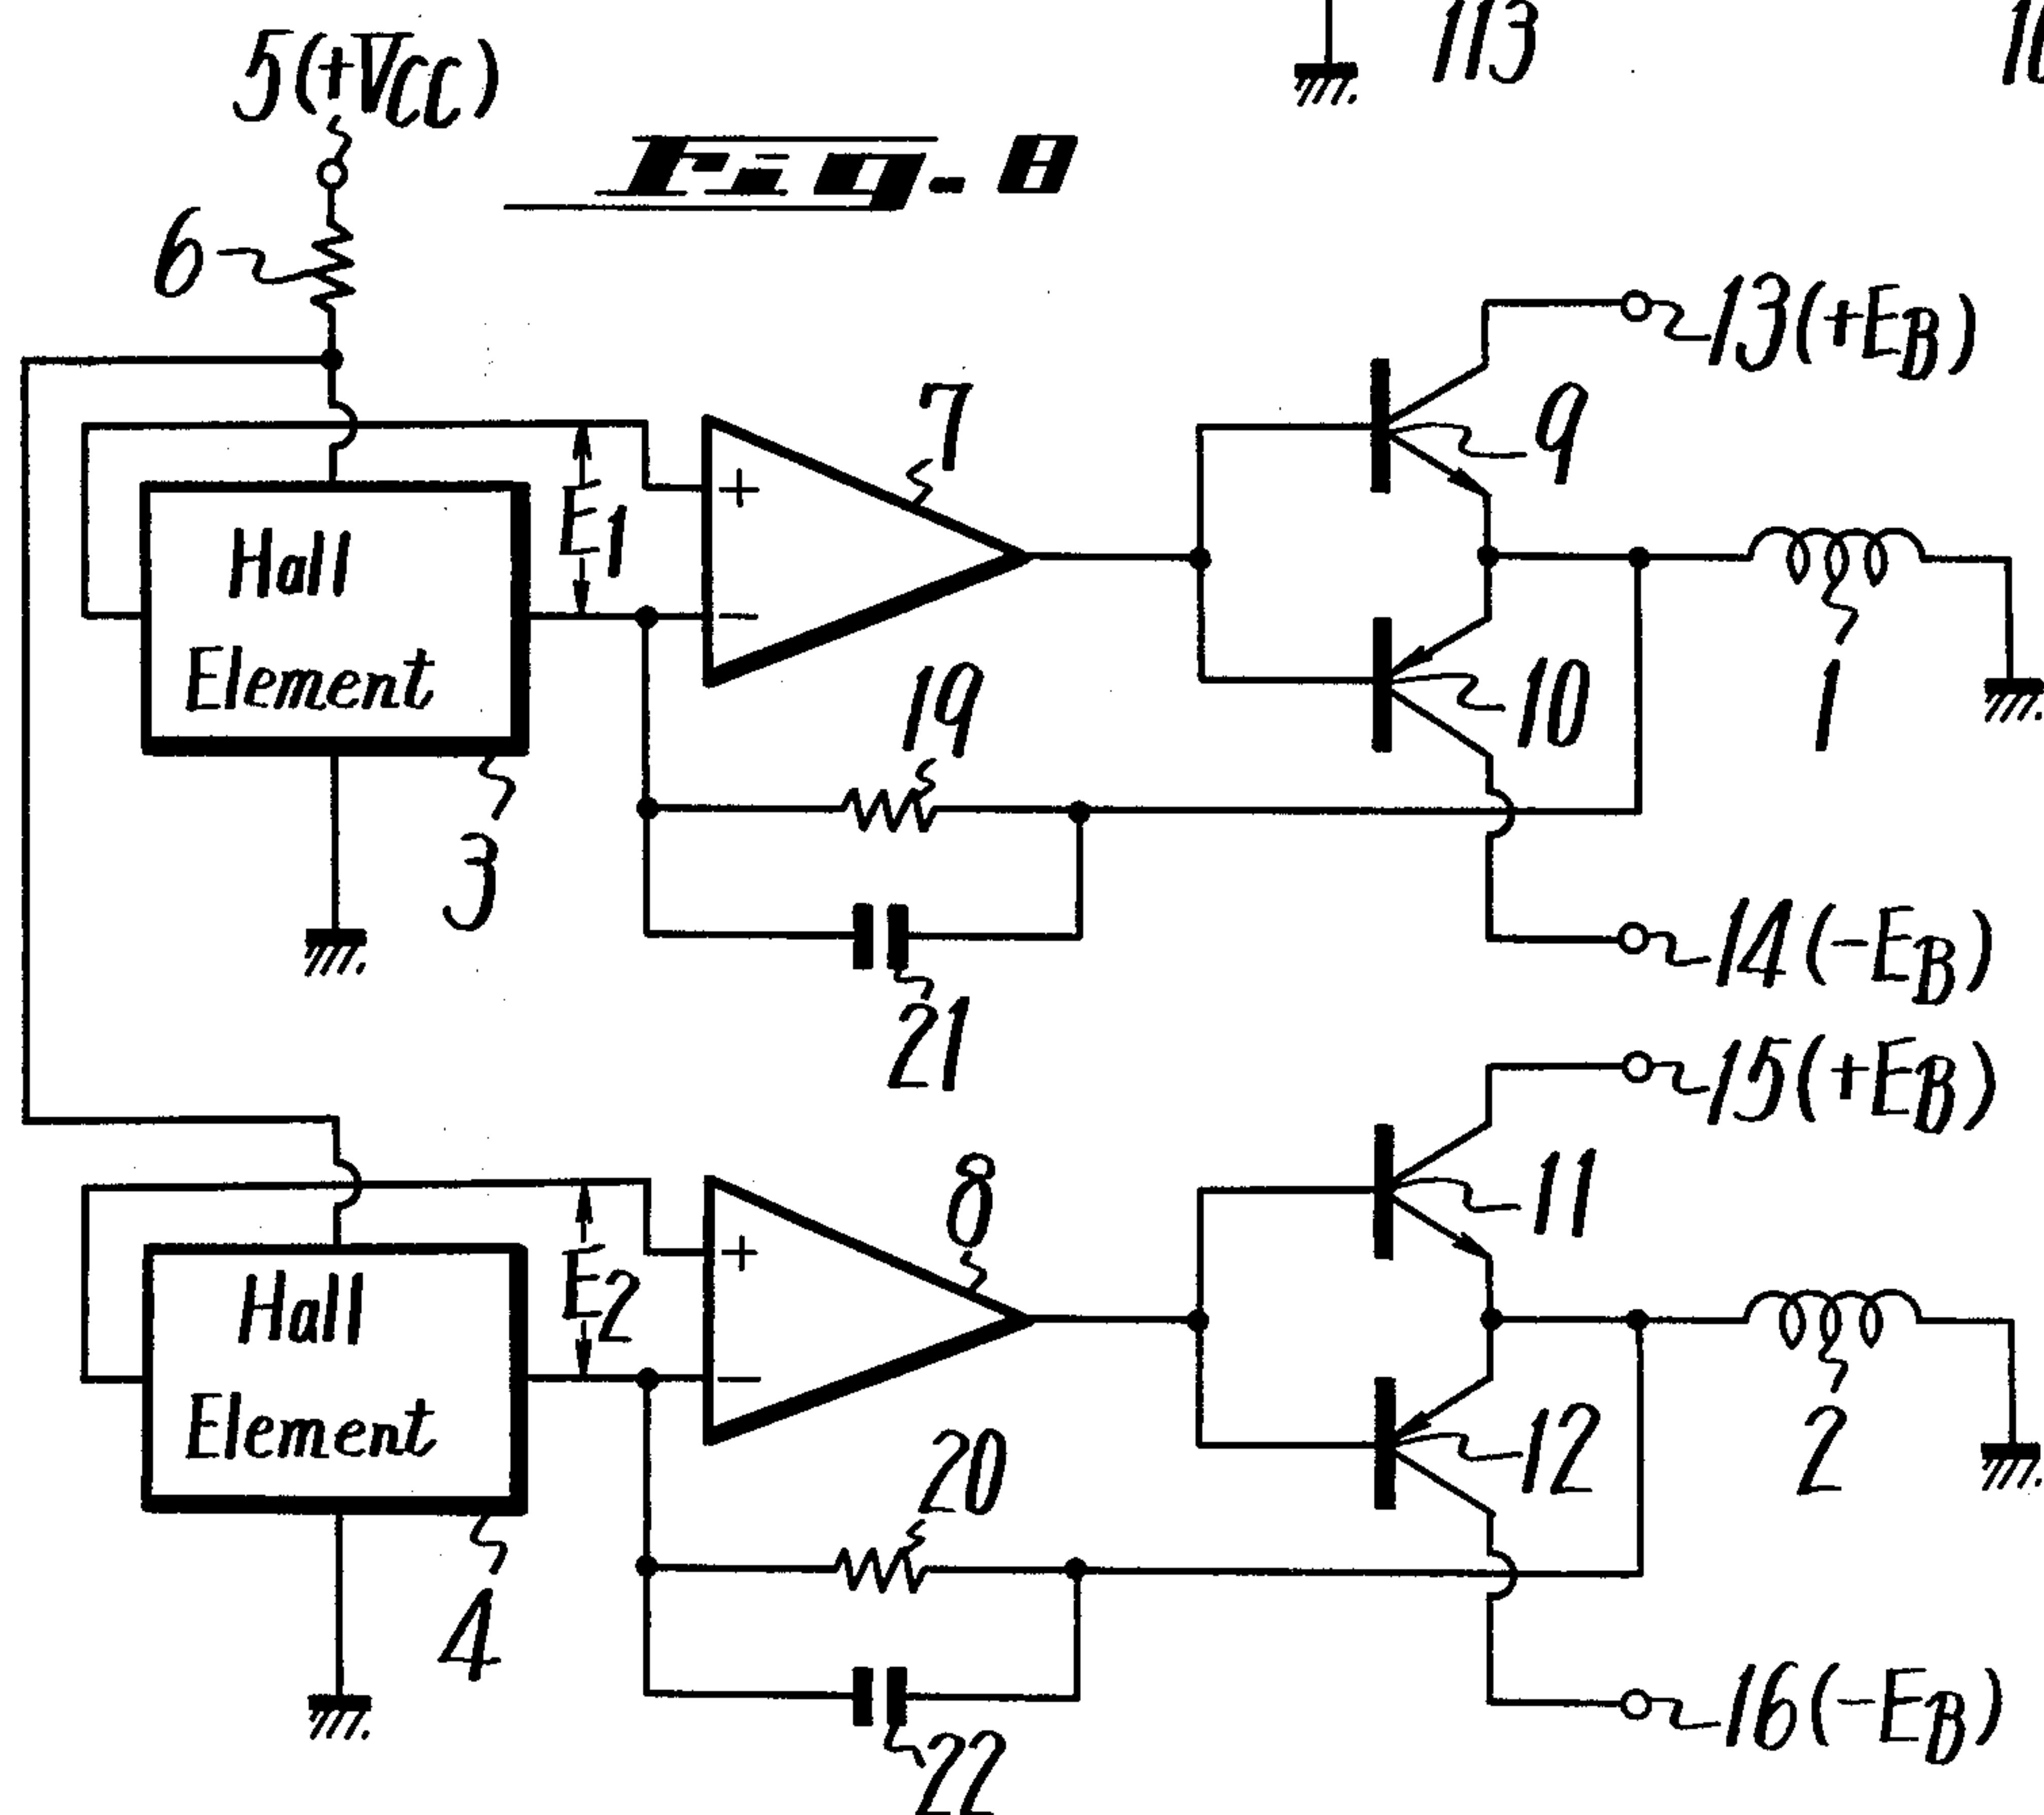 113
5(+VCC)
Fig. 8
6
13(+EB)
7
9
+
E1
Hall
Element
−
1
19
10
3
14(−EB)
21
15(+EB)
8
11
+
E2
Hall
Element
−
20
12
2
4
16(−EB)
22